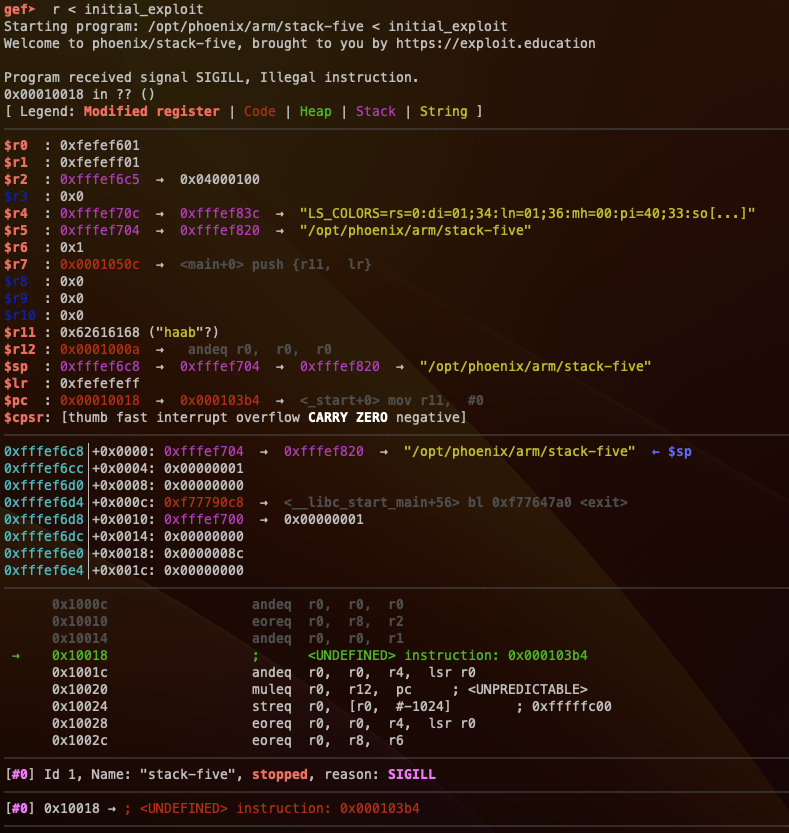 gef➤  r < initial_exploit
Starting program: /opt/phoenix/arm/stack-five < initial_exploit
Welcome to phoenix/stack-five, brought to you by https://exploit.education
Program received signal SIGILL, Illegal instruction.
0x00010018 in ?? ()
[ Legend: Modified register | Code | Heap | Stack | String ]
$r0  : 0xfefef601
$r1  : 0xfefeff01
$r2  : 0xfffef6c5  →  0x04000100
$r3  : 0x0
$r4  : 0xfffef70c  →  0xfffef83c  →  "LS_COLORS=rs=0:di=01;34:ln=01;36:mh=00:pi=40;33:so[...]"
$r5  : 0xfffef704  →  0xfffef820  →  "/opt/phoenix/arm/stack-five"
$r6  : 0x1
$r7  : 0x0001050c  →  <main+0> push {r11,  lr}
$r8  : 0x0
$r9  : 0x0
$r10 : 0x0
$r11 : 0x62616168 ("haab"?)
$r12 : 0x0001000a  →   andeq r0,  r0,  r0
$sp  : 0xfffef6c8  →  0xfffef704  →  0xfffef820  →  "/opt/phoenix/arm/stack-five"
$lr  : 0xfefefeff
$pc  : 0x00010018  →  0x000103b4  →  <_start+0> mov r11,  #0
$cpsr: [thumb fast interrupt overflow CARRY ZERO negative]
0xfffef6c8│+0x0000: 0xfffef704  →  0xfffef820  →  "/opt/phoenix/arm/stack-five"  ← $sp
0xfffef6cc│+0x0004: 0x00000001
0xfffef6d0│+0x0008: 0x00000000
0xfffef6d4│+0x000c: 0xf77790c8  →  <__libc_start_main+56> bl 0xf77647a0 <exit>
0xfffef6d8│+0x0010: 0xfffef700  →  0x00000001
0xfffef6dc│+0x0014: 0x00000000
0xfffef6e0│+0x0018: 0x0000008c
0xfffef6e4│+0x001c: 0x00000000
0x1000c                  andeq  r0,  r0,  r0
0x10010                  eoreq  r0,  r8,  r2
0x10014                  andeq  r0,  r0,  r1
→    0x10018                  ;      <UNDEFINED> instruction: 0x000103b4
0x1001c                  andeq  r0,  r0,  r4,  lsr r0
0x10020                  muleq  r0,  r12,  pc     ; <UNPREDICTABLE>
0x10024                  streq  r0,  [r0,  #-1024]        ; 0xfffffc00
0x10028                  eoreq  r0,  r0,  r4,  lsr r0
0x1002c                  eoreq  r0,  r8,  r6
[#0] Id 1, Name: "stack-five", stopped, reason: SIGILL
[#0] 0x10018 → ; <UNDEFINED> instruction: 0x000103b4